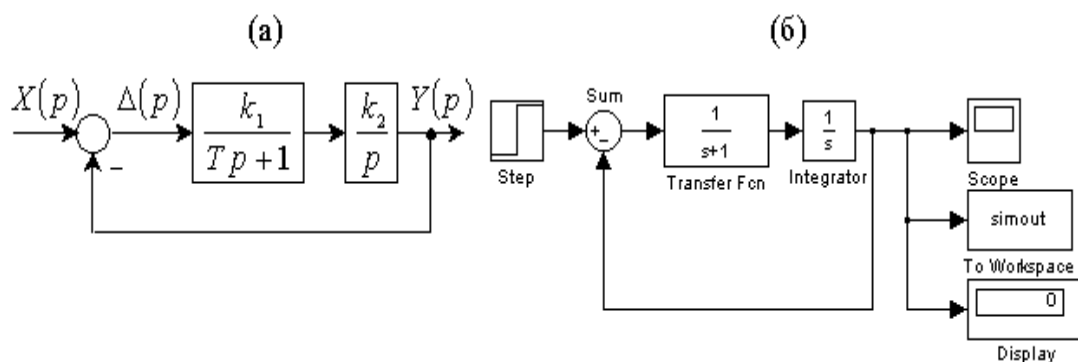 (а)
X(p)
Δ(p)
k₁
Tp+1
k₂
p
Y(p)
−
(б)
Step
Sum
+
−
1
s+1
Transfer Fcn
1
s
Integrator
Scope
simout
To Workspace
0
Display